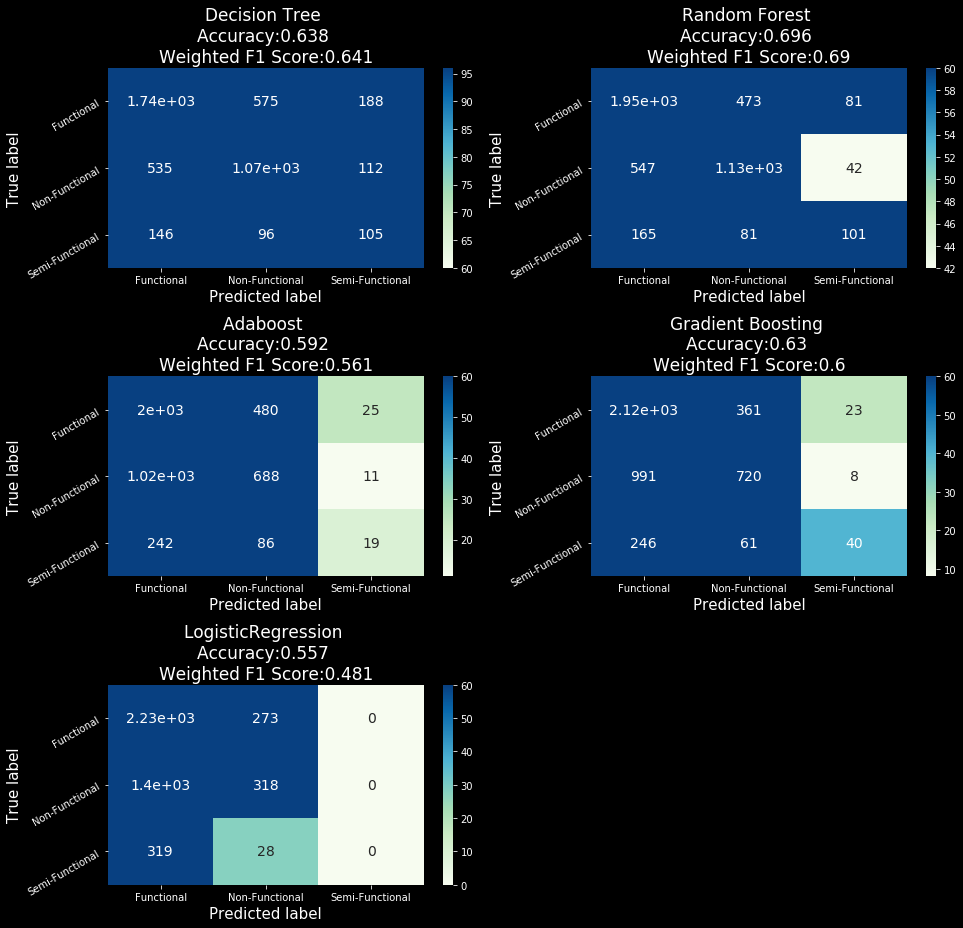 Decision Tree
Accuracy:0.638
Weighted F1 Score:0.641
True label
Functional
Non-Functional
Semi-Functional
1.74e+03 575 188
535 1.07e+03 112
146 96 105
Functional Non-Functional Semi-Functional
Predicted label
95
90
85
80
75
70
65
60
Random Forest
Accuracy:0.696
Weighted F1 Score:0.69
True label
Functional
Non-Functional
Semi-Functional
1.95e+03 473 81
547 1.13e+03 42
165 81 101
Functional Non-Functional Semi-Functional
Predicted label
60
58
56
54
52
50
48
46
44
42
Adaboost
Accuracy:0.592
Weighted F1 Score:0.561
True label
Functional
Non-Functional
Semi-Functional
2e+03 480 25
1.02e+03 688 11
242 86 19
Functional Non-Functional Semi-Functional
Predicted label
60
50
40
30
20
Gradient Boosting
Accuracy:0.63
Weighted F1 Score:0.6
True label
Functional
Non-Functional
Semi-Functional
2.12e+03 361 23
991 720 8
246 61 40
Functional Non-Functional Semi-Functional
Predicted label
60
50
40
30
20
10
LogisticRegression
Accuracy:0.557
Weighted F1 Score:0.481
True label
Functional
Non-Functional
Semi-Functional
2.23e+03 273 0
1.4e+03 318 0
319 28 0
Functional Non-Functional Semi-Functional
Predicted label
60
50
40
30
20
10
0